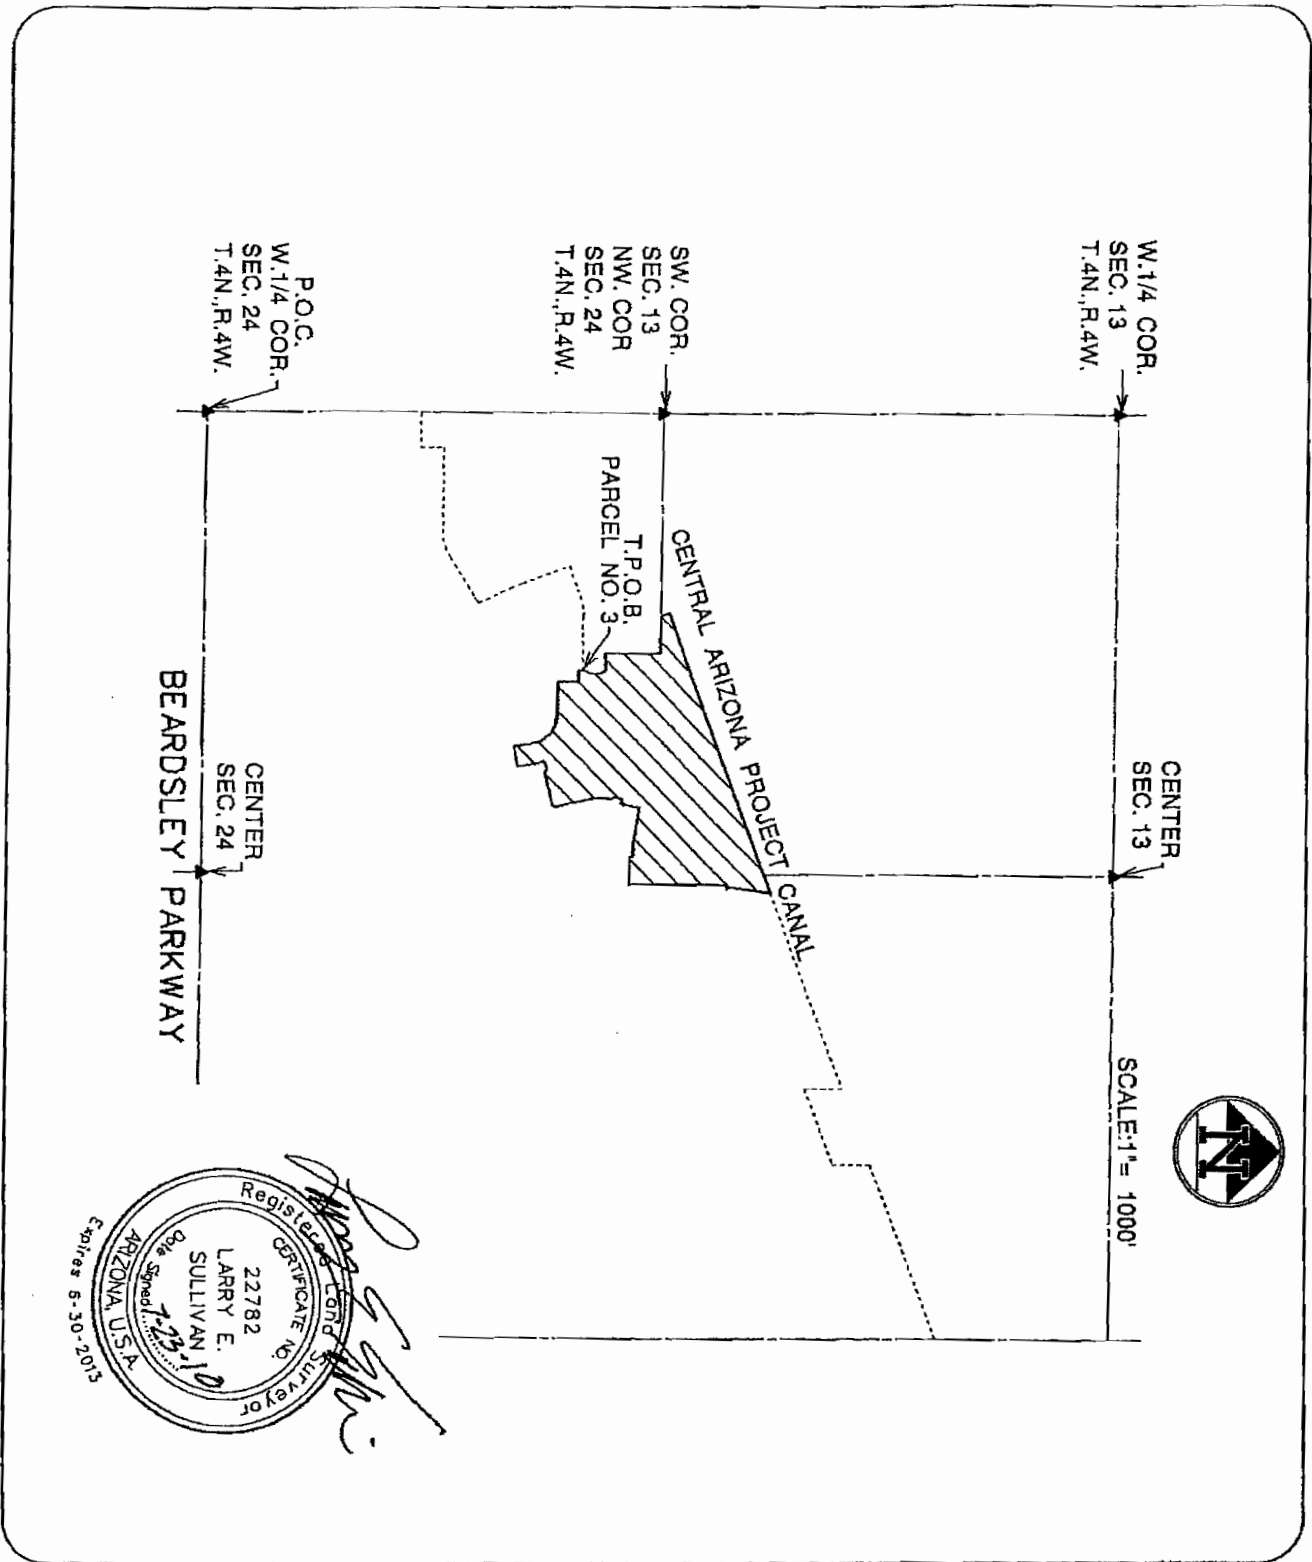 W.1/4 COR.
SEC. 13
T.4N.,R.4W.
CENTER
SEC. 13
SCALE:1"= 1000'
N
SW. COR.
SEC. 13
NW. COR
SEC. 24
T.4N.,R.4W.
CENTRAL ARIZONA PROJECT CANAL
T.P.O.B.
PARCEL NO. 3
P.O.C.
W.1/4 COR.
SEC. 24
T.4N.,R.4W.
CENTER
SEC. 24
BEARDSLEY PARKWAY
Registered Land Surveyor
CERTIFICATE NO.
22782
LARRY E.
SULLIVAN
Date Signed 7-23-10
ARIZONA, U.S.A.
Expires 6-30-2013